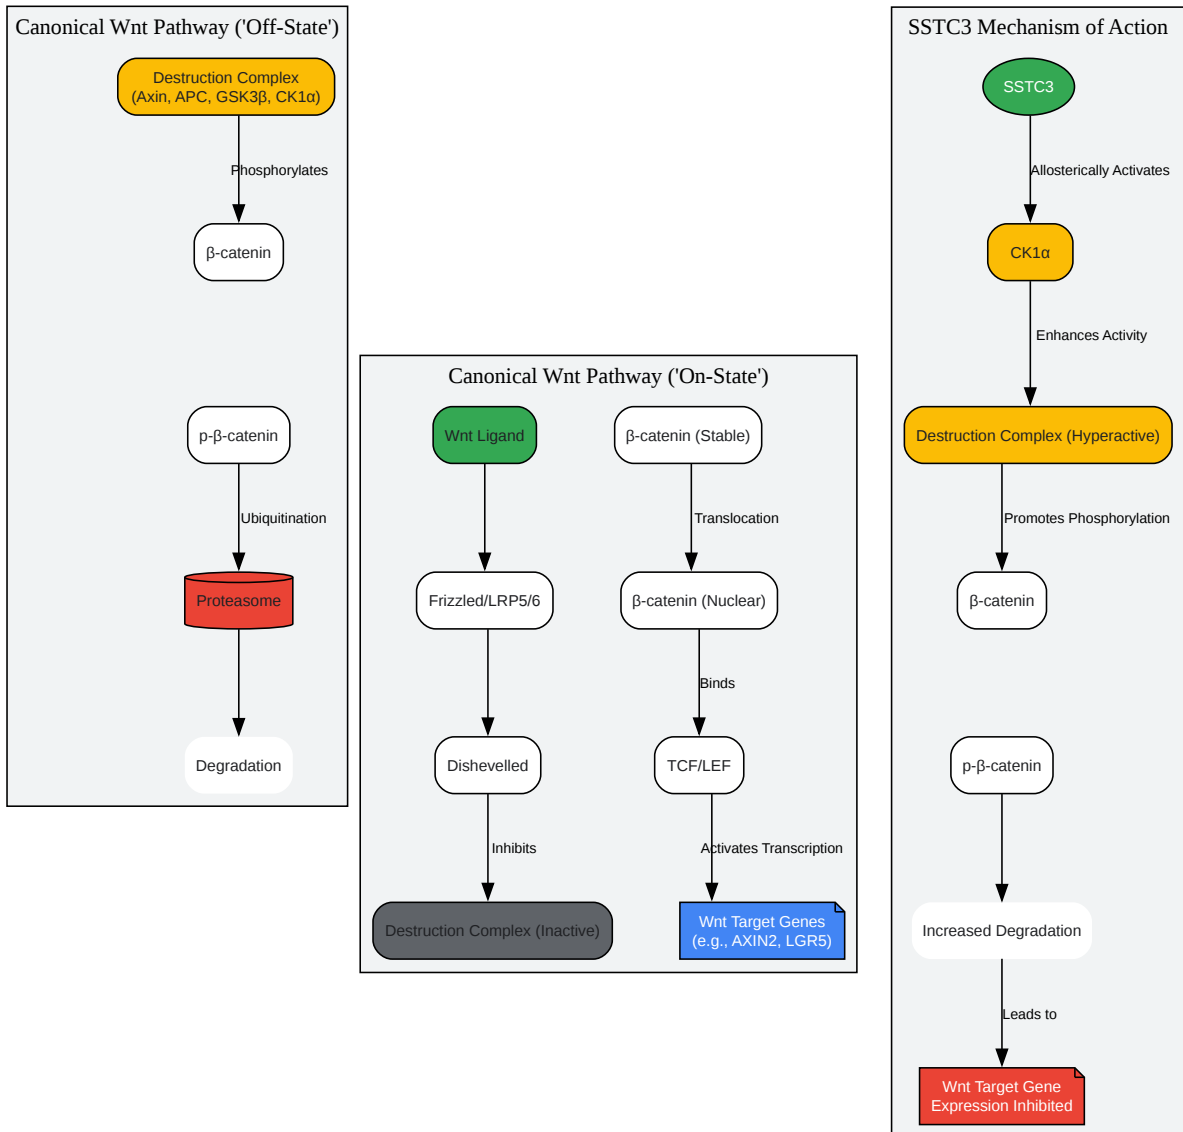 Canonical Wnt Pathway ('Off-State')
Destruction Complex
(Axin, APC, GSK3β, CK1α)
Phosphorylates
β-catenin
p-β-catenin
Ubiquitination
Proteasome
Degradation
Canonical Wnt Pathway ('On-State')
Wnt Ligand
Frizzled/LRP5/6
Dishevelled
Inhibits
Destruction Complex (Inactive)
β-catenin (Stable)
Translocation
β-catenin (Nuclear)
Binds
TCF/LEF
Activates Transcription
Wnt Target Genes
(e.g., AXIN2, LGR5)
SSTC3 Mechanism of Action
SSTC3
Allosterically Activates
CK1α
Enhances Activity
Destruction Complex (Hyperactive)
Promotes Phosphorylation
β-catenin
p-β-catenin
Increased Degradation
Leads to
Wnt Target Gene
Expression Inhibited